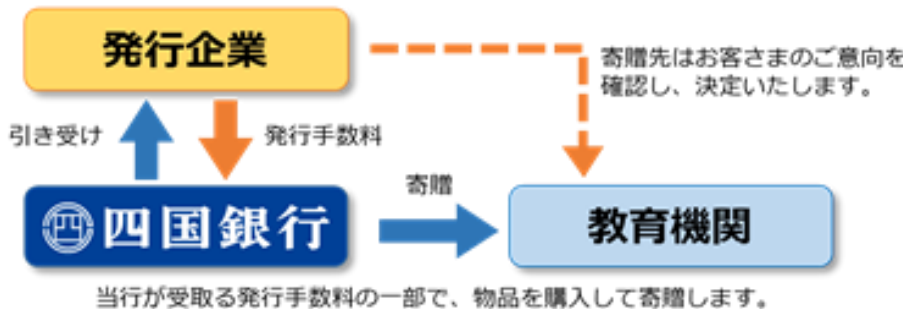 発行企業
寄贈先はお客さまのご意向を
確認し、決定いたします。
引き受け
発行手数料
四国銀行
寄贈
教育機関
当行が受取る発行手数料の一部で、物品を購入して寄贈します。